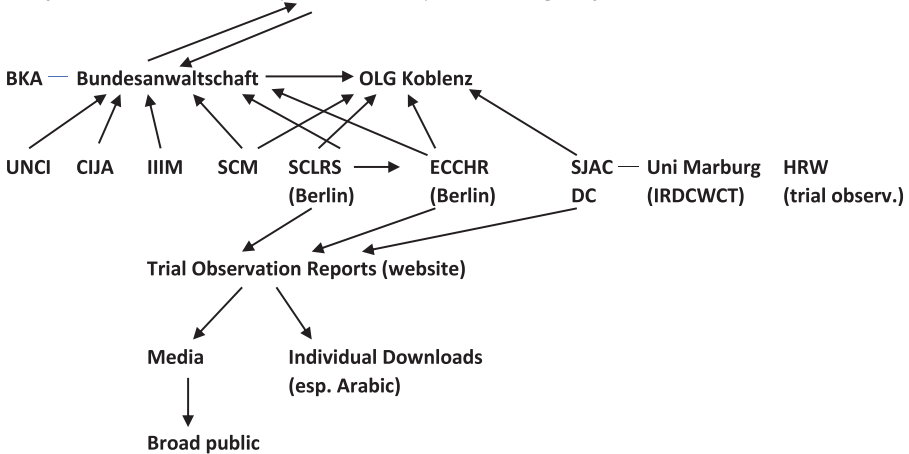 BKA Bundesanwaltschaft OLG Koblenz
UNCI CIJA IIIM SCM SCLRS ECCHR SJAC Uni Marburg HRW
(Berlin) (Berlin) DC (IRDCWCT) (trial observ.)
Trial Observation Reports (website)
Media Individual Downloads
(esp. Arabic)
Broad public